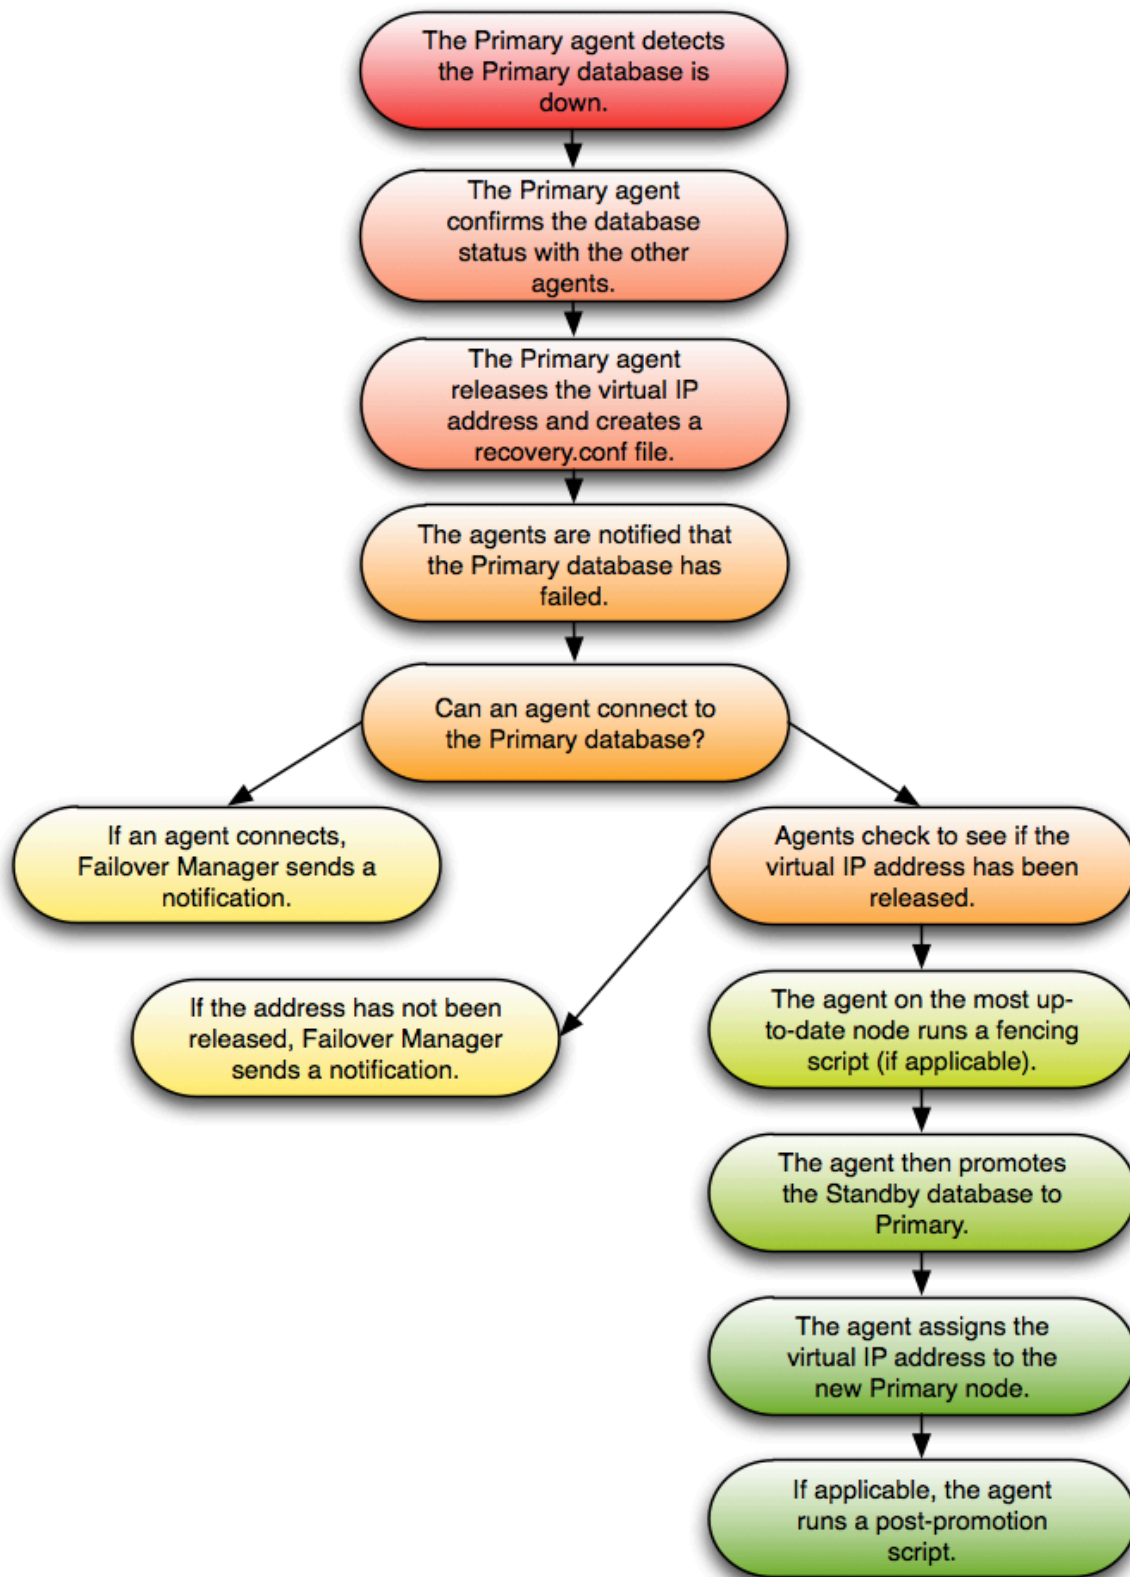 The Primary agent detects
the Primary database is
down.
The Primary agent
confirms the database
status with the other
agents.
The Primary agent
releases the virtual IP
address and creates a
recovery.conf file.
The agents are notified that
the Primary database has
failed.
Can an agent connect to
the Primary database?
If an agent connects,
Failover Manager sends a
notification.
Agents check to see if the
virtual IP address has been
released.
If the address has not been
released, Failover Manager
sends a notification.
The agent on the most up-
to-date node runs a fencing
script (if applicable).
The agent then promotes
the Standby database to
Primary.
The agent assigns the
virtual IP address to the
new Primary node.
If applicable, the agent
runs a post-promotion
script.